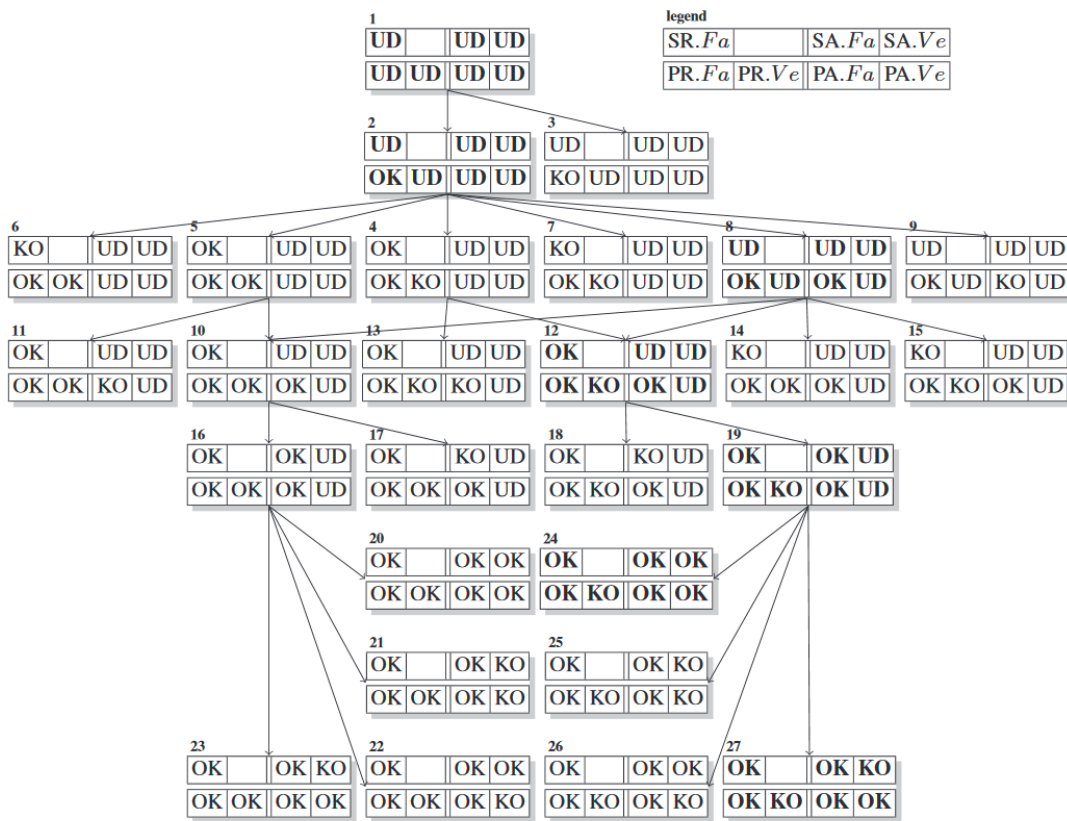 1 legend
UD UD UD SR.Fa SA.Fa SA.Ve
UD UD UD UD PR.Fa PR.Ve PA.Fa PA.Ve
2 3
UD UD UD UD UD UD
OK UD UD UD KO UD UD UD
6 5 4 7 8 9
KO UD UD OK UD UD OK UD UD KO UD UD UD UD UD UD UD UD
OK OK UD UD OK OK UD UD OK KO UD UD OK KO UD UD OK UD OK UD OK UD KO UD
11 10 13 12 14 15
OK UD UD OK UD UD OK UD UD OK UD UD KO UD UD KO UD UD
OK OK KO UD OK OK OK UD OK KO KO UD OK KO OK UD OK OK OK UD OK KO OK UD
16 17 18 19
OK OK UD OK KO UD OK KO UD OK OK UD
OK OK OK UD OK OK OK UD OK KO OK UD OK KO OK UD
20 24
OK OK OK OK OK OK
OK OK OK OK OK KO OK OK
21 25
OK OK KO OK OK KO
OK OK OK KO OK KO OK KO
23 22 26 27
OK OK KO OK OK OK OK OK OK OK OK KO
OK OK OK OK OK OK OK KO OK KO OK KO OK KO OK OK